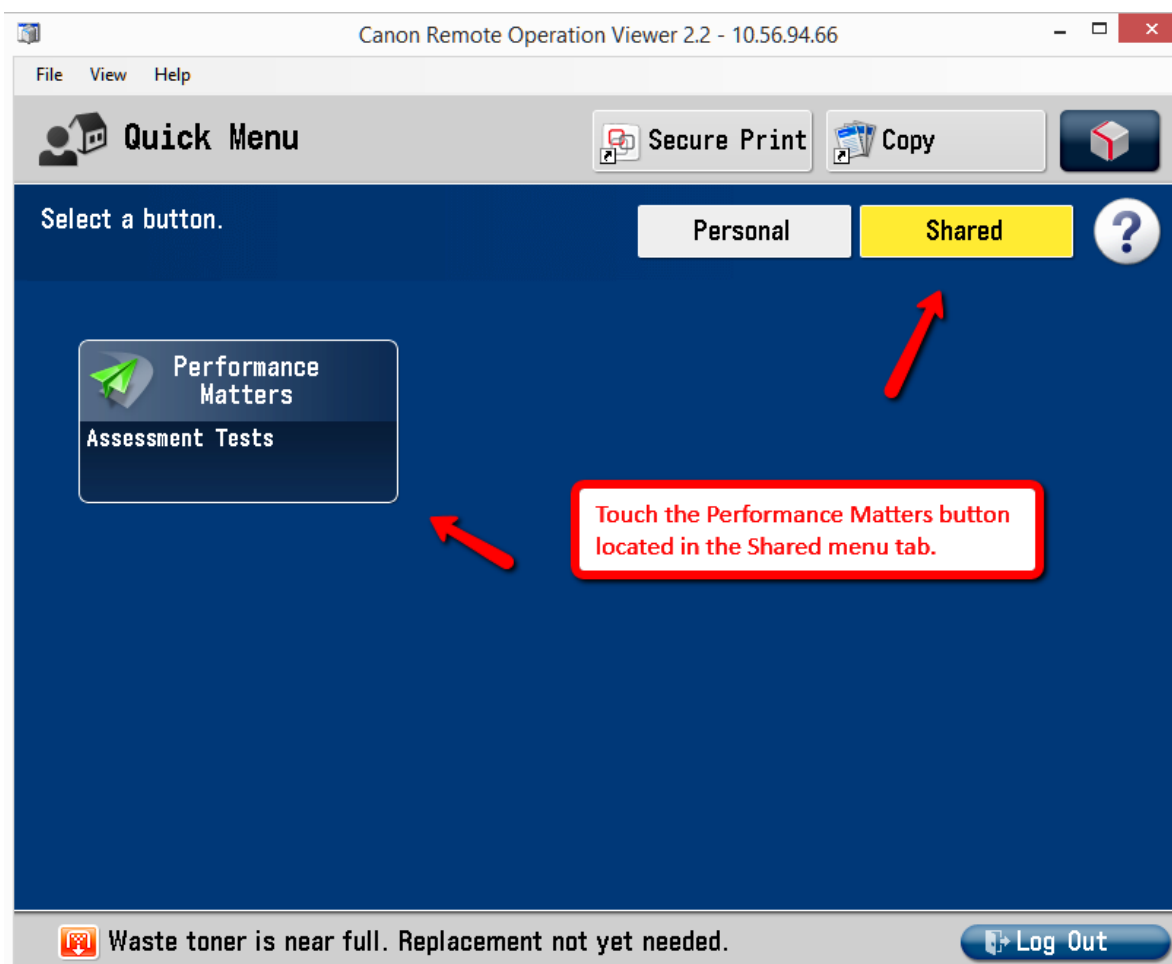 Canon Remote Operation Viewer 2.2 - 10.56.94.66
File View Help
Quick Menu
Secure Print
Copy
Select a button.
Personal
Shared
?
Performance
Matters
Assessment Tests
Touch the Performance Matters button
located in the Shared menu tab.
Waste toner is near full. Replacement not yet needed.
Log Out